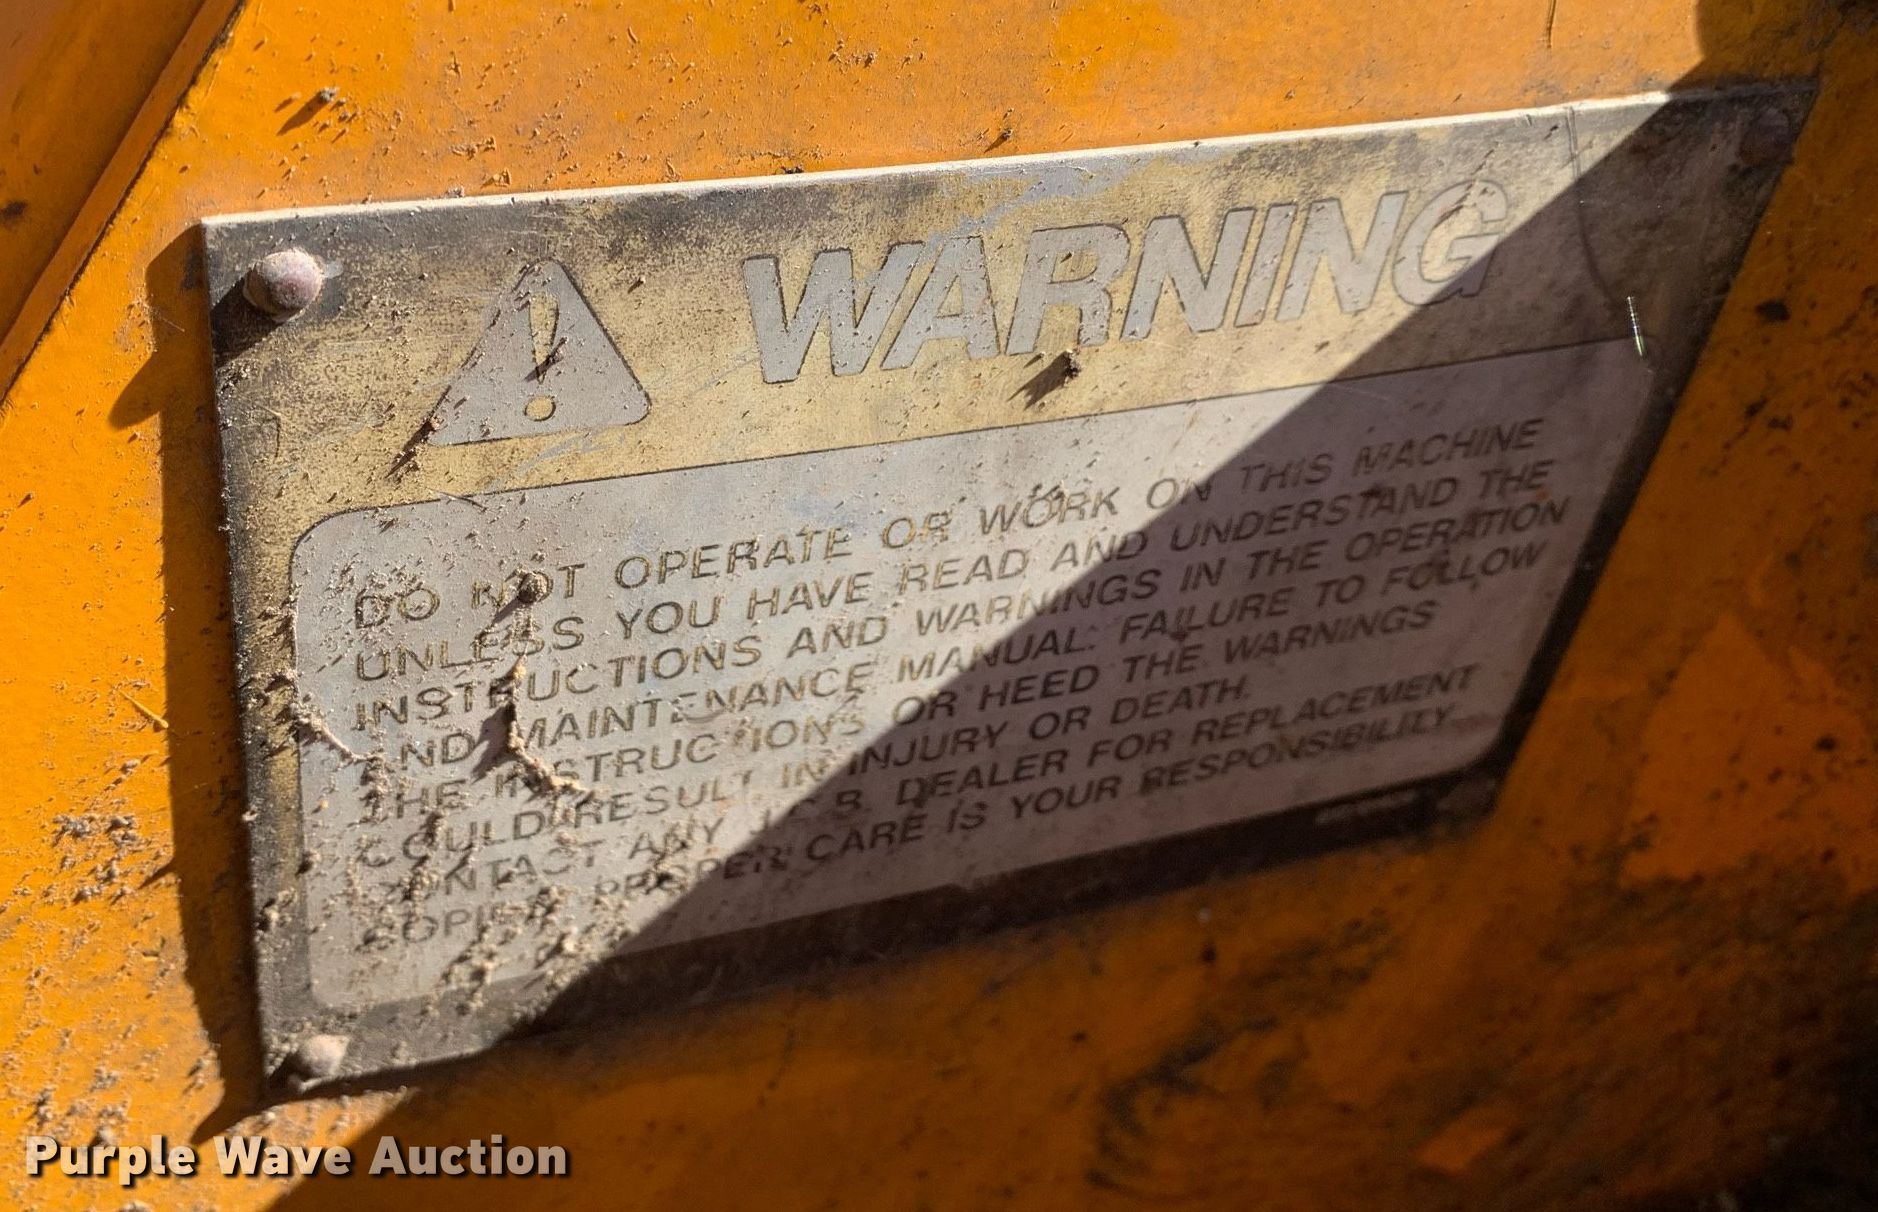 WARNING
DO NOT OPERATE OR WORK ON THIS MACHINE
UNLESS YOU HAVE READ AND UNDERSTAND THE
INSTRUCTIONS AND WARNINGS IN THE OPERATION
AND MAINTENANCE MANUAL. FAILURE TO FOLLOW
THE INSTRUCTIONS OR HEED THE WARNINGS
COULD RESULT IN INJURY OR DEATH.
CONTACT ANY J.C.B. DEALER FOR REPLACEMENT
COPIES. PROPER CARE IS YOUR RESPONSIBILITY.
Purple Wave Auction